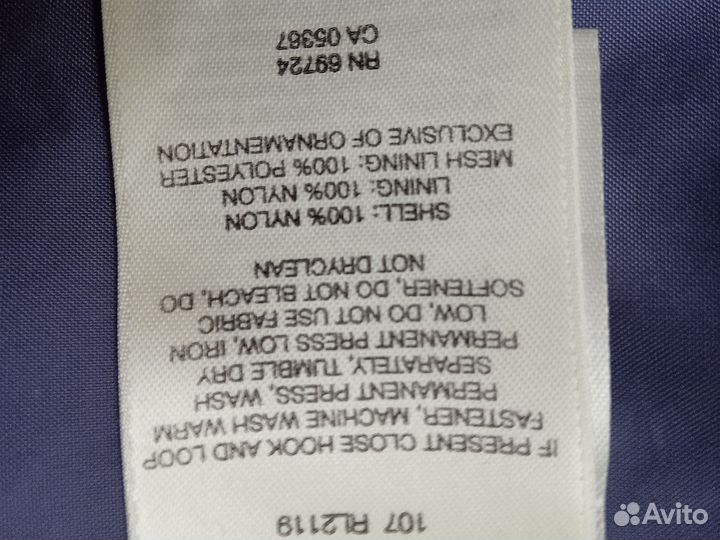 107 RL2119
IF PRESENT CLOSE HOOK AND LOOP
FASTENER, MACHINE WASH WARM
PERMANENT PRESS, WASH
SEPARATELY, TUMBLE DRY
PERMANENT PRESS LOW, IRON
LOW, DO NOT USE FABRIC
SOFTENER, DO NOT BLEACH, DO
NOT DRYCLEAN
SHELL: 100% NYLON
LINING: 100% NYLON
MESH LINING: 100% POLYESTER
EXCLUSIVE OF ORNAMENTATION
RN 69724
CA 05367
Avito